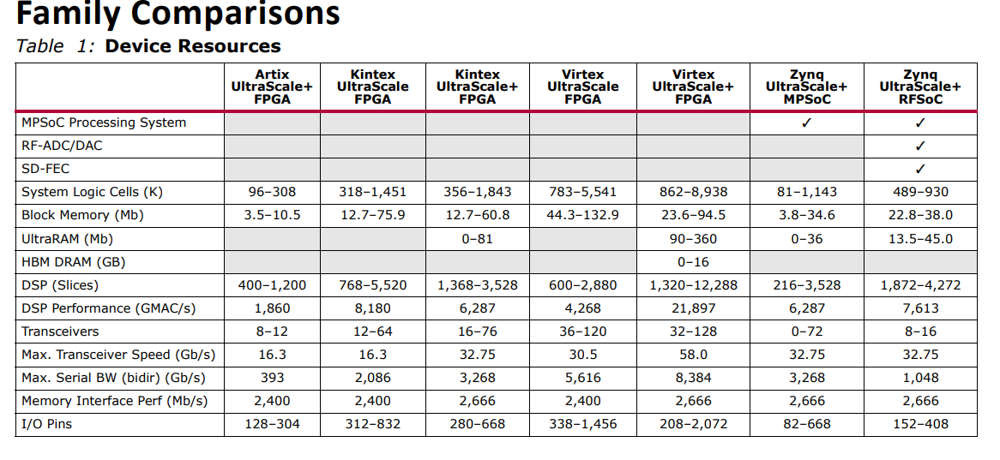 Family Comparisons
Table 1: Device Resources
Artix UltraScale+ FPGA Kintex UltraScale FPGA Kintex UltraScale+ FPGA Virtex UltraScale FPGA Virtex UltraScale+ FPGA Zynq UltraScale+ MPSoC Zynq UltraScale+ RFSoC
MPSoC Processing System ✓ ✓
RF-ADC/DAC ✓
SD-FEC ✓
System Logic Cells (K) 96–308 318–1,451 356–1,843 783–5,541 862–8,938 81–1,143 489–930
Block Memory (Mb) 3.5–10.5 12.7–75.9 12.7–60.8 44.3–132.9 23.6–94.5 3.8–34.6 22.8–38.0
UltraRAM (Mb) 0–81 90–360 0–36 13.5–45.0
HBM DRAM (GB) 0–16
DSP (Slices) 400–1,200 768–5,520 1,368–3,528 600–2,880 1,320–12,288 216–3,528 1,872–4,272
DSP Performance (GMAC/s) 1,860 8,180 6,287 4,268 21,897 6,287 7,613
Transceivers 8–12 12–64 16–76 36–120 32–128 0–72 8–16
Max. Transceiver Speed (Gb/s) 16.3 16.3 32.75 30.5 58.0 32.75 32.75
Max. Serial BW (bidir) (Gb/s) 393 2,086 3,268 5,616 8,384 3,268 1,048
Memory Interface Perf (Mb/s) 2,400 2,400 2,666 2,400 2,666 2,666 2,666
I/O Pins 128–304 312–832 280–668 338–1,456 208–2,072 82–668 152–408